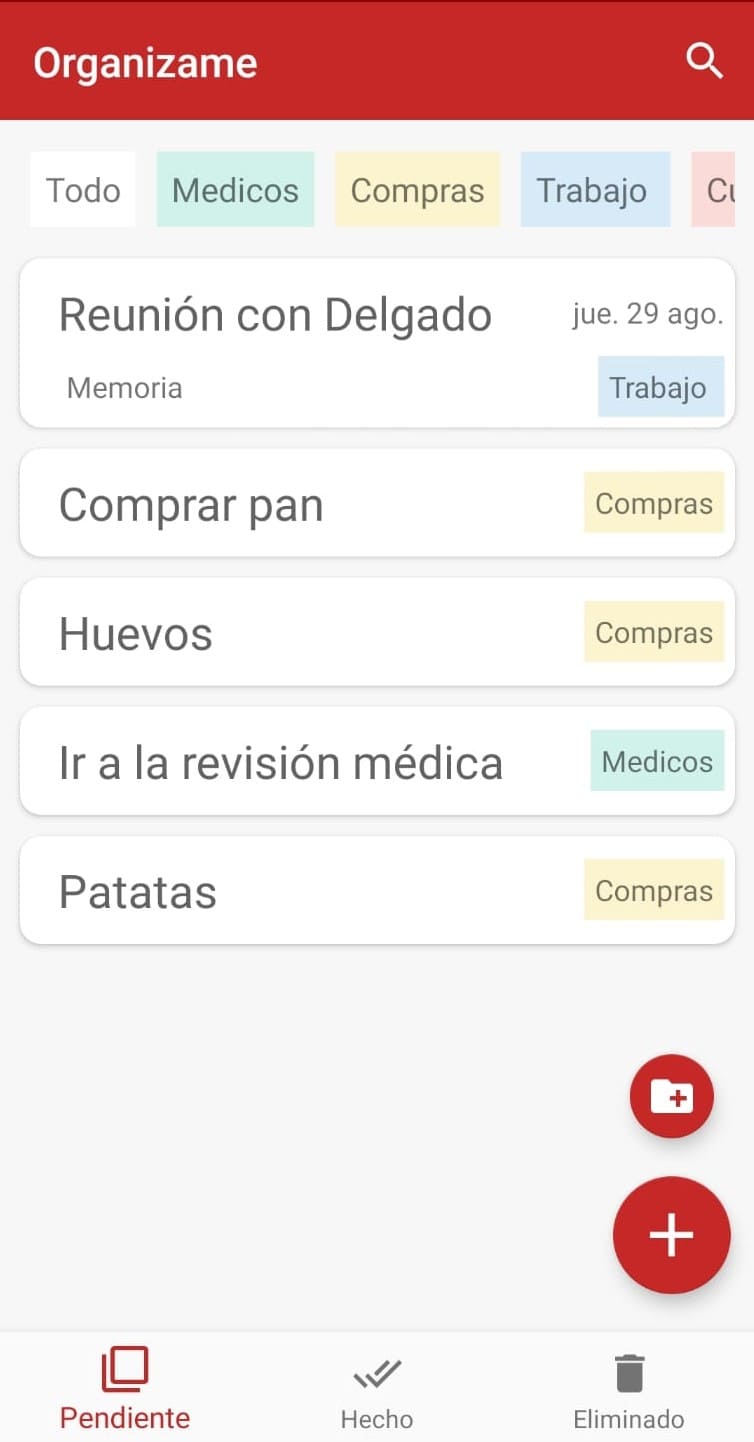 Organizame
Todo Medicos Compras Trabajo
Reunión con Delgado jue. 29 ago.
Memoria Trabajo
Comprar pan Compras
Huevos Compras
Ir a la revisión médica Medicos
Patatas Compras
Pendiente Hecho Eliminado